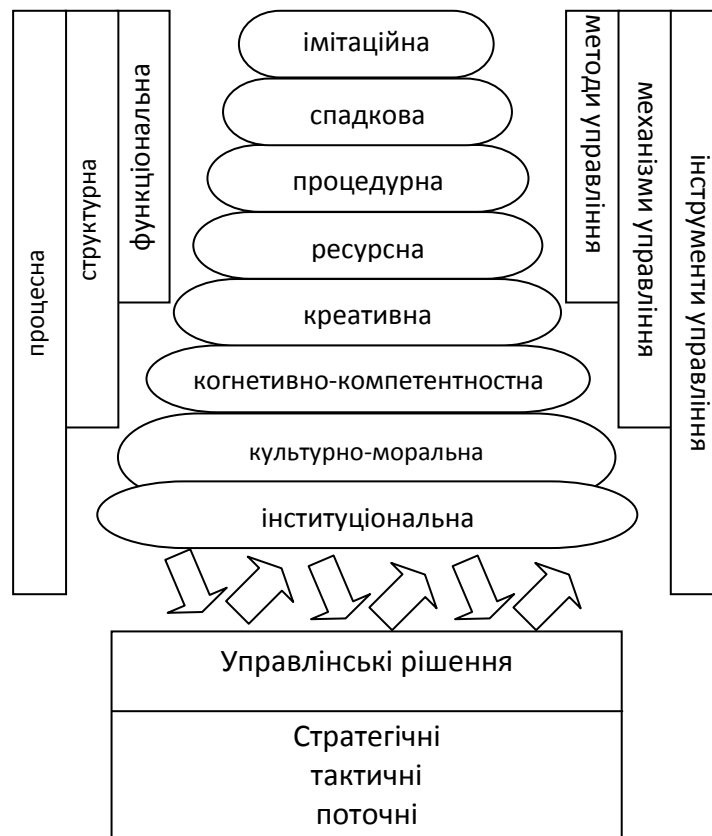 процесна
структурна
функціональна
імітаційна
спадкова
процедурна
ресурсна
креативна
когнетивно-компетентностна
культурно-моральна
інституціональна
методи управління
механізми управління
інструменти управління
Управлінські рішення
Стратегічні
тактичні
поточні